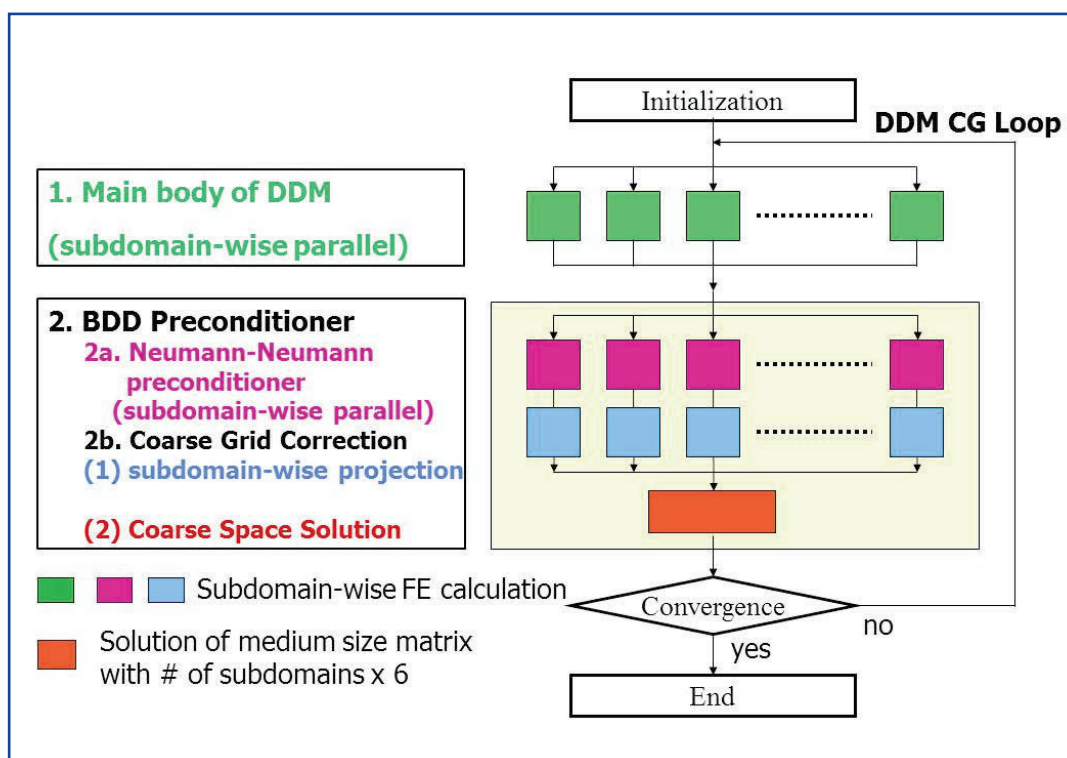 Initialization
DDM CG Loop
1. Main body of DDM
(subdomain-wise parallel)
2. BDD Preconditioner
2a. Neumann-Neumann
preconditioner
(subdomain-wise parallel)
2b. Coarse Grid Correction
(1) subdomain-wise projection
(2) Coarse Space Solution
Subdomain-wise FE calculation
Solution of medium size matrix
with # of subdomains x 6
Convergence
no
yes
End